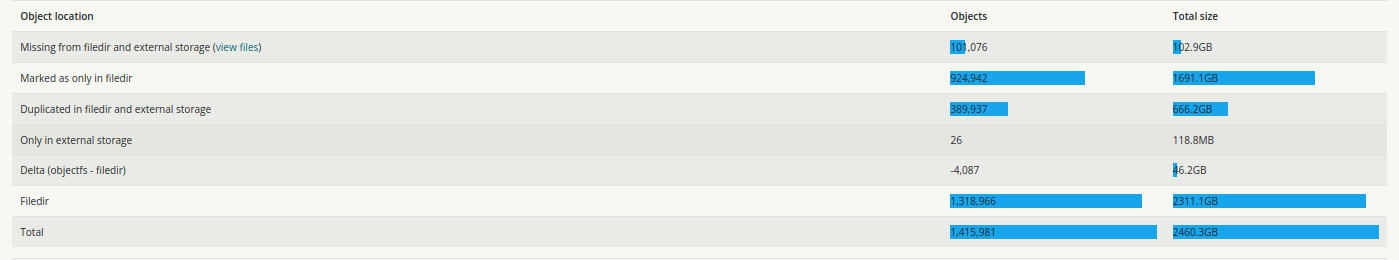 Object location Objects Total size
Missing from filedir and external storage (view files) 101,076 102.9GB
Marked as only in filedir 924,942 1691.1GB
Duplicated in filedir and external storage 389,937 666.2GB
Only in external storage 26 118.8MB
Delta (objectfs - filedir) -4,087 46.2GB
Filedir 1,318,966 2311.1GB
Total 1,415,981 2460.3GB